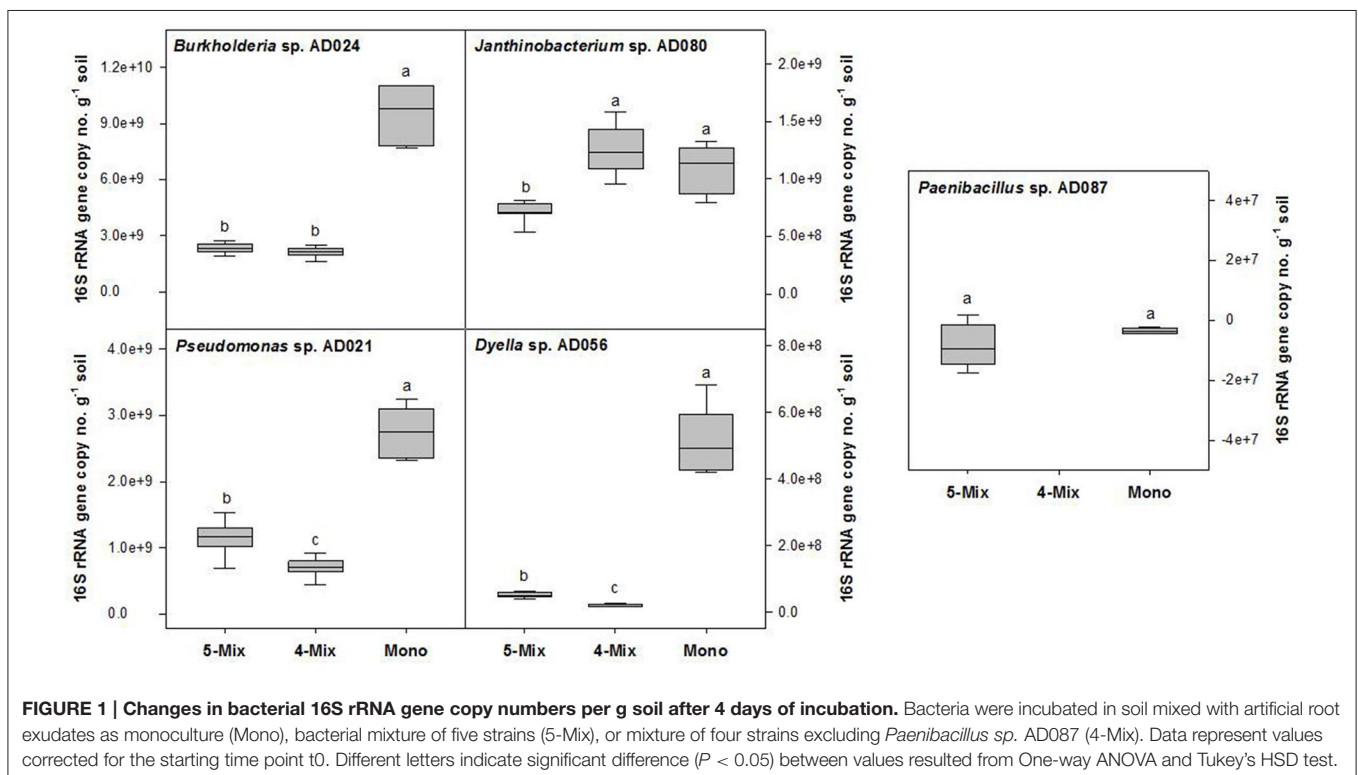 Burkholderia sp. AD024
16S rRNA gene copy no. g-1 soil
1.2e+10
9.0e+9
6.0e+9
3.0e+9
0.0
b
b
a
Janthinobacterium sp. AD080
b
a
a
2.0e+9
1.5e+9
1.0e+9
5.0e+8
0.0
16S rRNA gene copy no. g-1 soil
Pseudomonas sp. AD021
16S rRNA gene copy no. g-1 soil
4.0e+9
3.0e+9
2.0e+9
1.0e+9
0.0
b
c
a
5-Mix 4-Mix Mono
Dyella sp. AD056
b
c
a
8.0e+8
6.0e+8
4.0e+8
2.0e+8
0.0
16S rRNA gene copy no. g-1 soil
5-Mix 4-Mix Mono
Paenibacillus sp. AD087
a
a
4e+7
2e+7
0
-2e+7
-4e+7
16S rRNA gene copy no. g-1 soil
5-Mix 4-Mix Mono
FIGURE 1 | Changes in bacterial 16S rRNA gene copy numbers per g soil after 4 days of incubation. Bacteria were incubated in soil mixed with artificial root
exudates as monoculture (Mono), bacterial mixture of five strains (5-Mix), or mixture of four strains excluding Paenibacillus sp. AD087 (4-Mix). Data represent values
corrected for the starting time point t0. Different letters indicate significant difference (P < 0.05) between values resulted from One-way ANOVA and Tukey's HSD test.